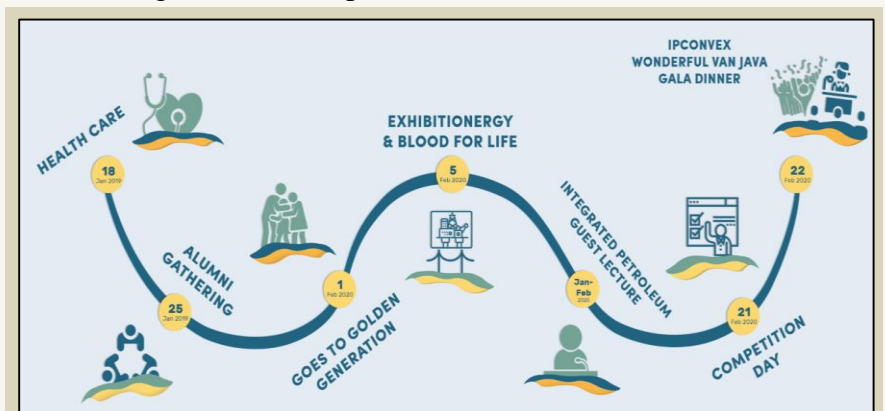 HEALTH CARE
18
Jan 2019
ALUMNI
GATHERING
25
Jan 2019
1
Feb 2020
GOES TO GOLDEN
GENERATION
EXHIBITIONERGY
& BLOOD FOR LIFE
5
Feb 2020
INTEGRATED PETROLEUM
GUEST LECTURE
Jan-
Feb
2020
21
Feb 2020
COMPETITION
DAY
IPCONVEX
WONDERFUL VAN JAVA
GALA DINNER
22
Feb 2020